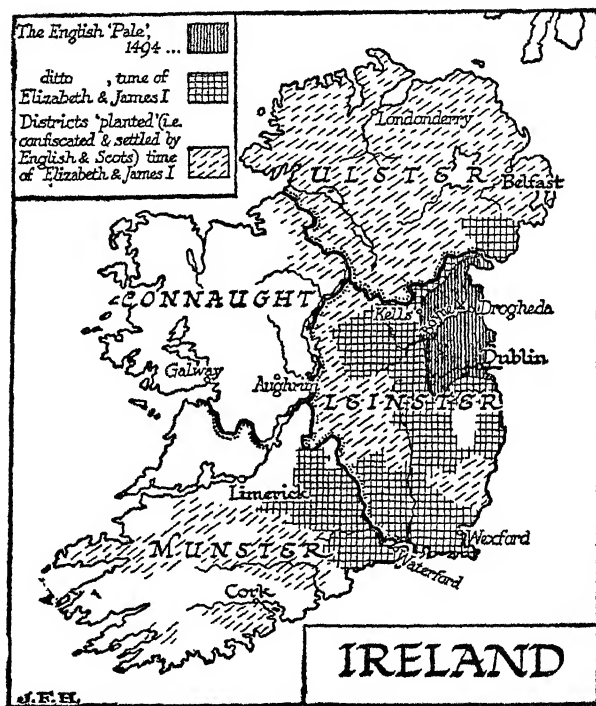 The English 'Pale',
1494 ...
ditto , time of
Elizabeth & James I
Districts 'planted' (i.e.
confiscated & settled by
English & Scots) time
of Elizabeth & James I
Londonderry
ULSTER
Belfast
CONNAUGHT
Kells
Boyne
Drogheda
Galway
Dublin
Aughrim
LEINSTER
Limerick
Wexford
MUNSTER
Waterford
Cork
IRELAND
J.F.H.